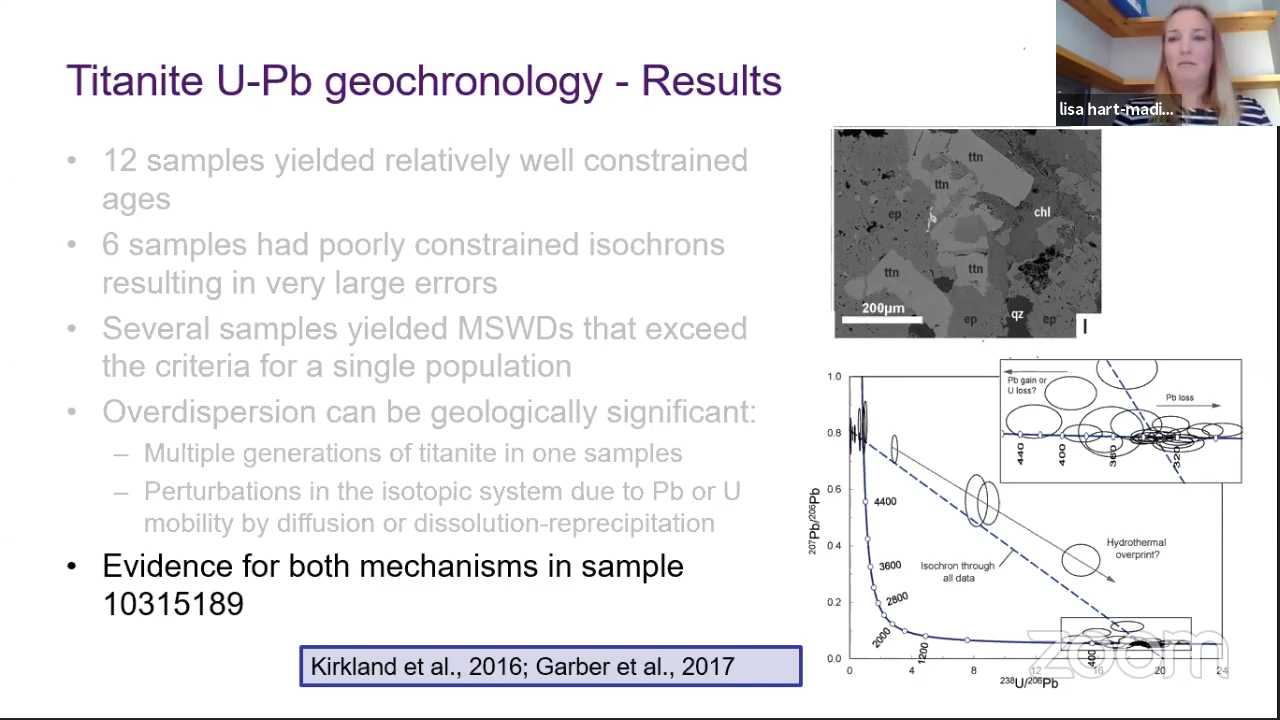 Titanite U-Pb geochronology - Results
lisa hart-madi...
• 12 samples yielded relatively well constrained
ages
• 6 samples had poorly constrained isochrons
resulting in very large errors
• Several samples yielded MSWDs that exceed
the criteria for a single population
• Overdispersion can be geologically significant:
– Multiple generations of titanite in one samples
– Perturbations in the isotopic system due to Pb or U
mobility by diffusion or dissolution-reprecipitation
• Evidence for both mechanisms in sample
10315189
Kirkland et al., 2016; Garber et al., 2017
ttn
ttn
ep
chl
ttn
ttn
200µm
ep
qz
ep
I
Pb gain or
U loss?
Pb loss
440
400
360
320
1.0
0.8
0.6
0.4
0.2
0.0
207Pb/206Pb
4400
3600
2800
2000
1200
400
Isochron through
all data
Hydrothermal
overprint?
0
4
8
12
16
20
24
238U/206Pb
zoom